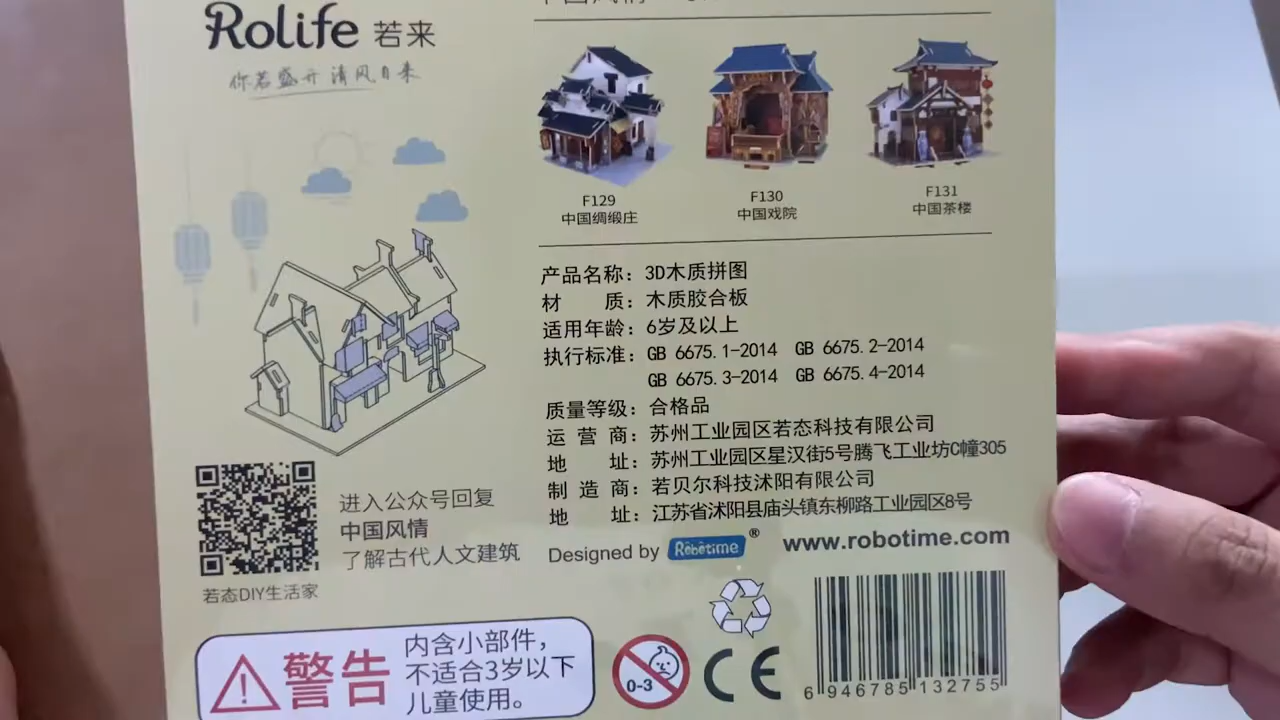 Rolife 若来
你若盛开 清风自来
中国风情
F129
中国绸缎庄
F130
中国戏院
F131
中国茶楼
产品名称：3D木质拼图
材 质：木质胶合板
适用年龄：6岁及以上
执行标准：GB 6675.1-2014 GB 6675.2-2014
GB 6675.3-2014 GB 6675.4-2014
质量等级：合格品
运 营 商：苏州工业园区若态科技有限公司
地 址：苏州工业园区星汉街5号腾飞工业坊C幢305
制 造 商：若贝尔科技沭阳有限公司
地 址：江苏省沭阳县庙头镇东柳路工业园区8号
Designed by Robotime ® www.robotime.com
进入公众号回复
中国风情
了解古代人文建筑
若态DIY生活家
警告
内含小部件，
不适合3岁以下
儿童使用。
0-3
CE
6 946785 132755